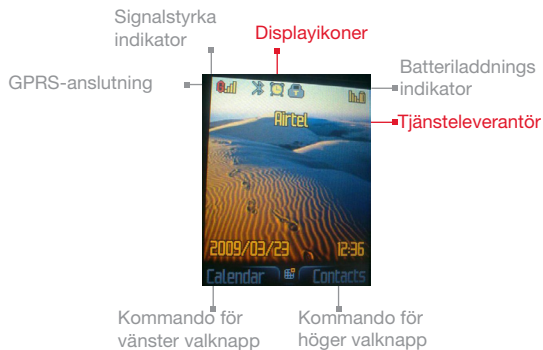 Signalstyrka
indikator
Displayikoner
GPRS-anslutning
Batteriladdnings
indikator
Airtel
Tjänsteleverantör
2009/03/23 12:36
Calendar Contacts
Kommando för
vänster valknapp
Kommando för
höger valknapp